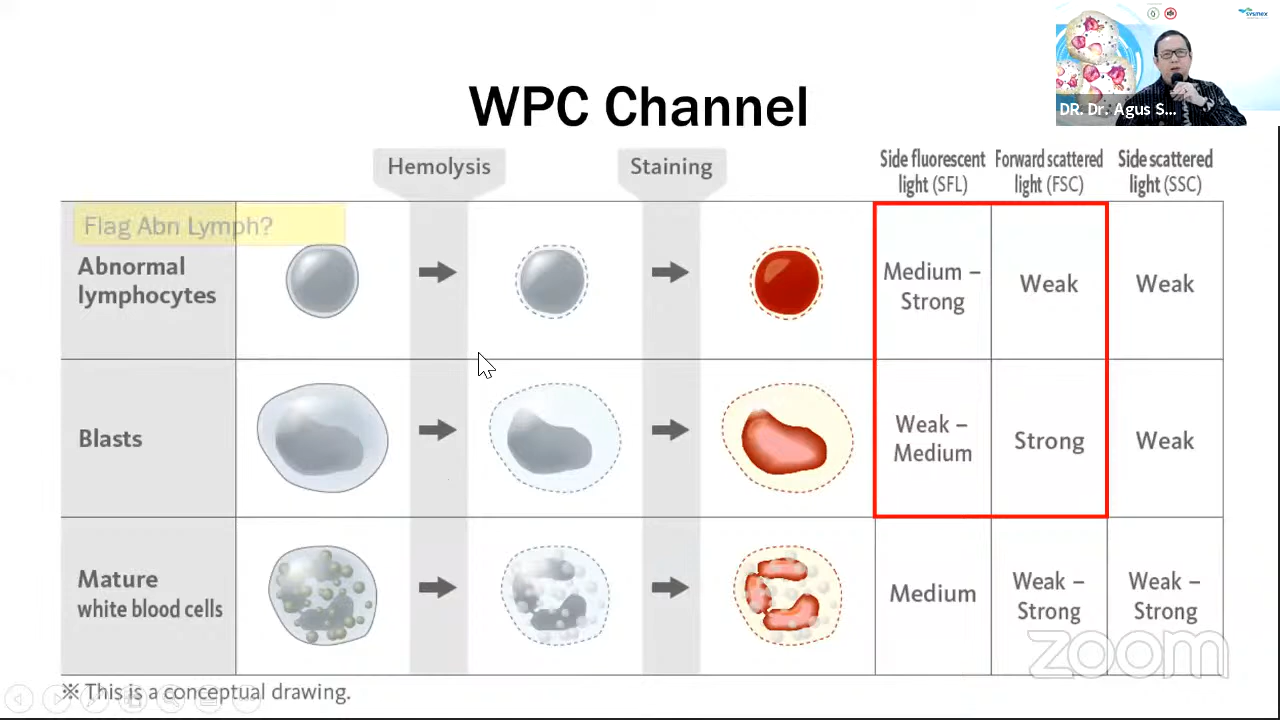 sysmex
DR. Dr. Agus S...
WPC Channel
Hemolysis
Staining
Side fluorescent
light (SFL)
Forward scattered
light (FSC)
Side scattered
light (SSC)
Flag Abn Lymph?
Abnormal
lymphocytes
Medium –
Strong
Weak
Weak
Blasts
Weak –
Medium
Strong
Weak
Mature
white blood cells
Medium
Weak –
Strong
Weak –
Strong
zoom
※ This is a conceptual drawing.